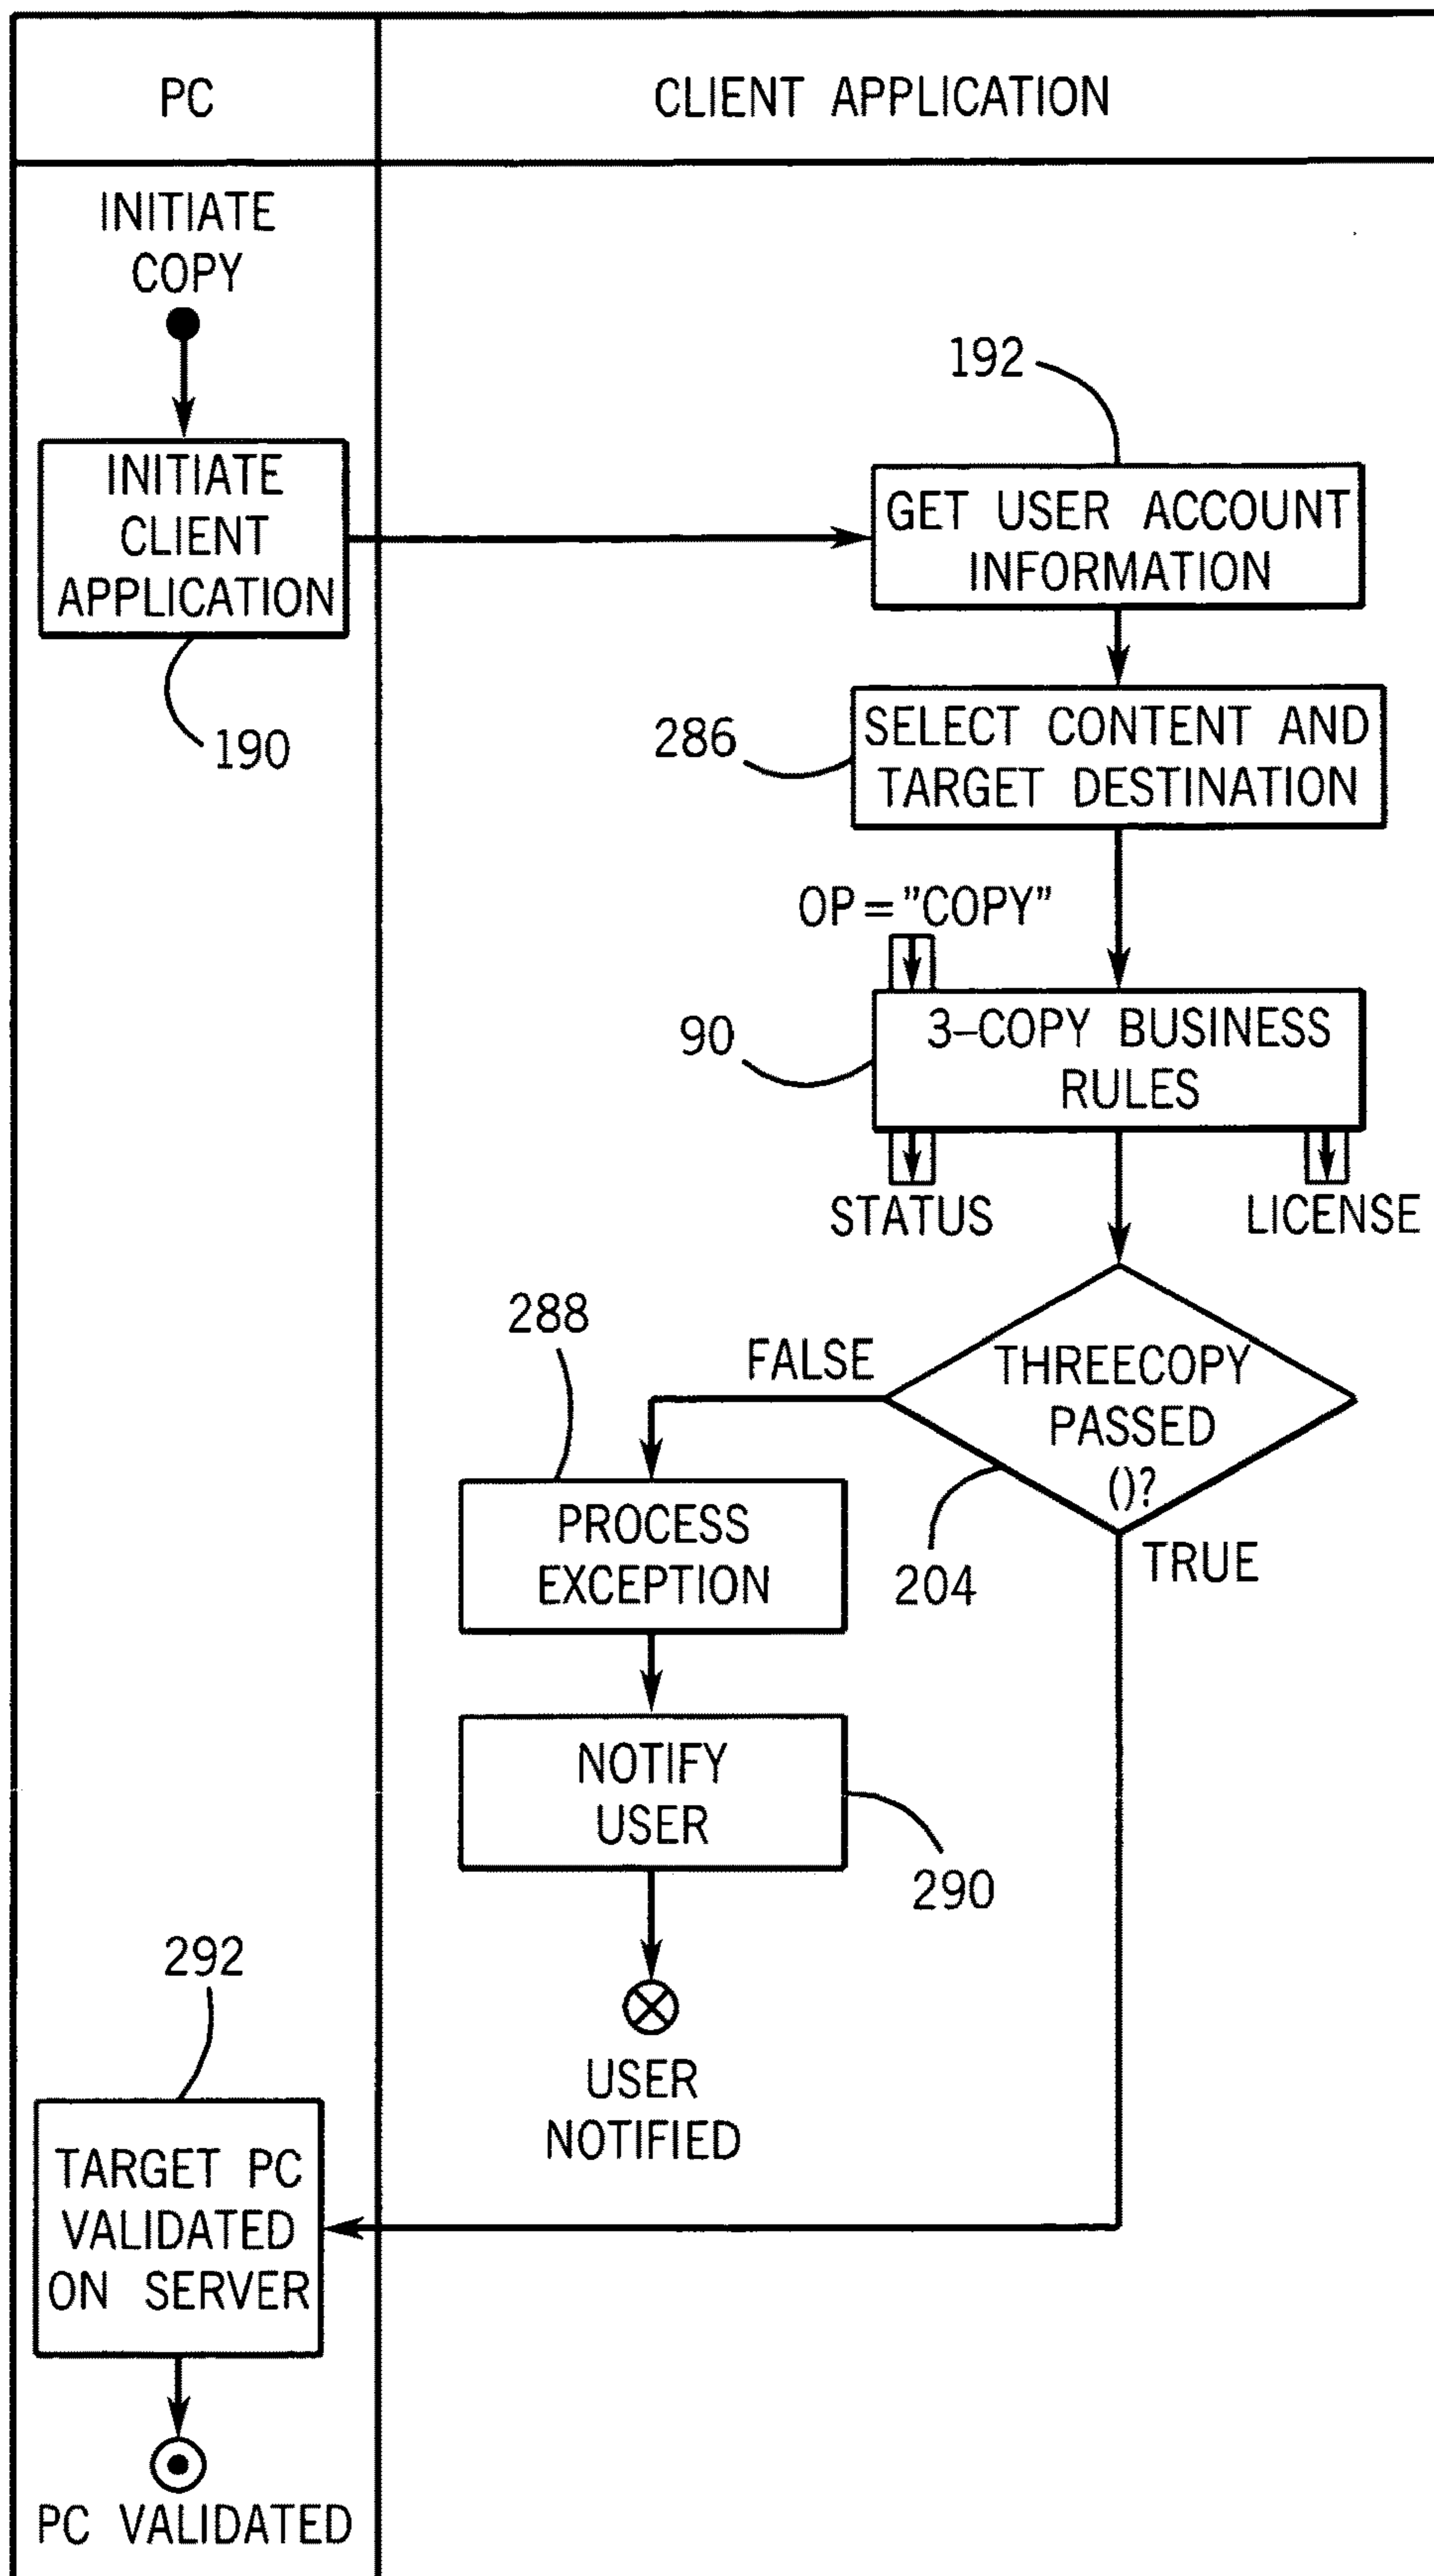 PC
CLIENT APPLICATION
INITIATE
COPY
192
INITIATE
CLIENT
APPLICATION
190
GET USER ACCOUNT
INFORMATION
286
SELECT CONTENT AND
TARGET DESTINATION
OP="COPY"
90
3-COPY BUSINESS
RULES
STATUS
LICENSE
288
FALSE
THREECOPY
PASSED
()?
204
TRUE
PROCESS
EXCEPTION
NOTIFY
USER
290
USER
NOTIFIED
292
TARGET PC
VALIDATED
ON SERVER
PC VALIDATED